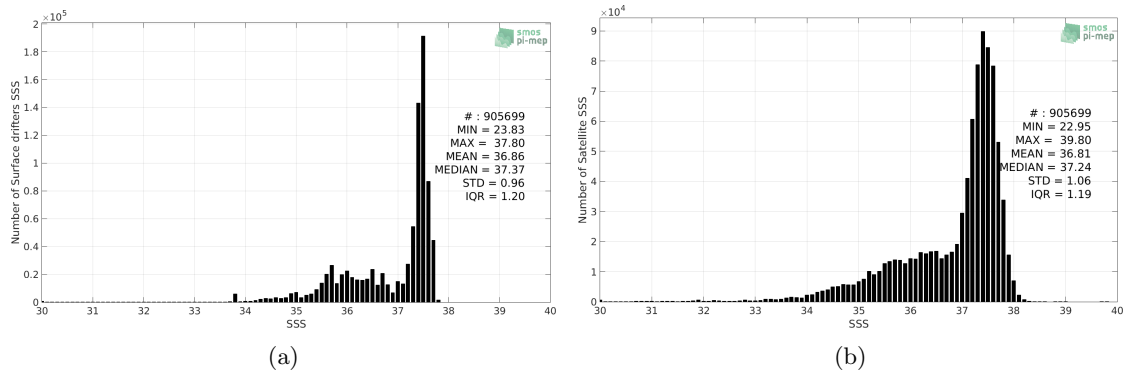 ×10⁵
2
1.8
1.6
1.4
1.2
1
0.8
0.6
0.4
0.2
0
Number of Surface drifters SSS
smos
pi-mep
# : 905699
MIN = 23.83
MAX = 37.80
MEAN = 36.86
MEDIAN = 37.37
STD = 0.96
IQR = 1.20
30 31 32 33 34 35 36 37 38 39 40
SSS
(a)
×10⁴
9
8
7
6
5
4
3
2
1
0
Number of Satellite SSS
smos
pi-mep
# : 905699
MIN = 22.95
MAX = 39.80
MEAN = 36.81
MEDIAN = 37.24
STD = 1.06
IQR = 1.19
30 31 32 33 34 35 36 37 38 39 40
SSS
(b)